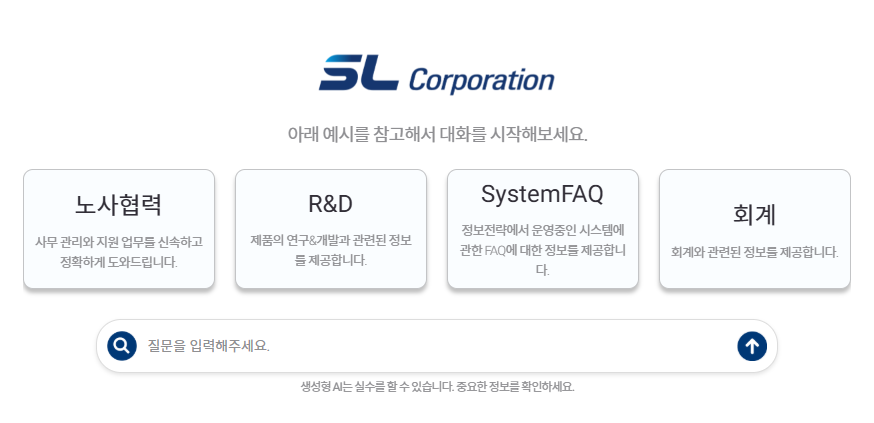 SL Corporation
아래 예시를 참고해서 대화를 시작해보세요.
노사협력
사무 관리와 지원 업무를 신속하고
정확하게 도와드립니다.
R&D
제품의 연구&개발과 관련된 정보
를 제공합니다.
SystemFAQ
정보전략에서 운영중인 시스템에
관한 FAQ에 대한 정보를 제공합니
다.
회계
회계와 관련된 정보를 제공합니다.
질문을 입력해주세요.
생성형 AI는 실수를 할 수 있습니다. 중요한 정보를 확인하세요.